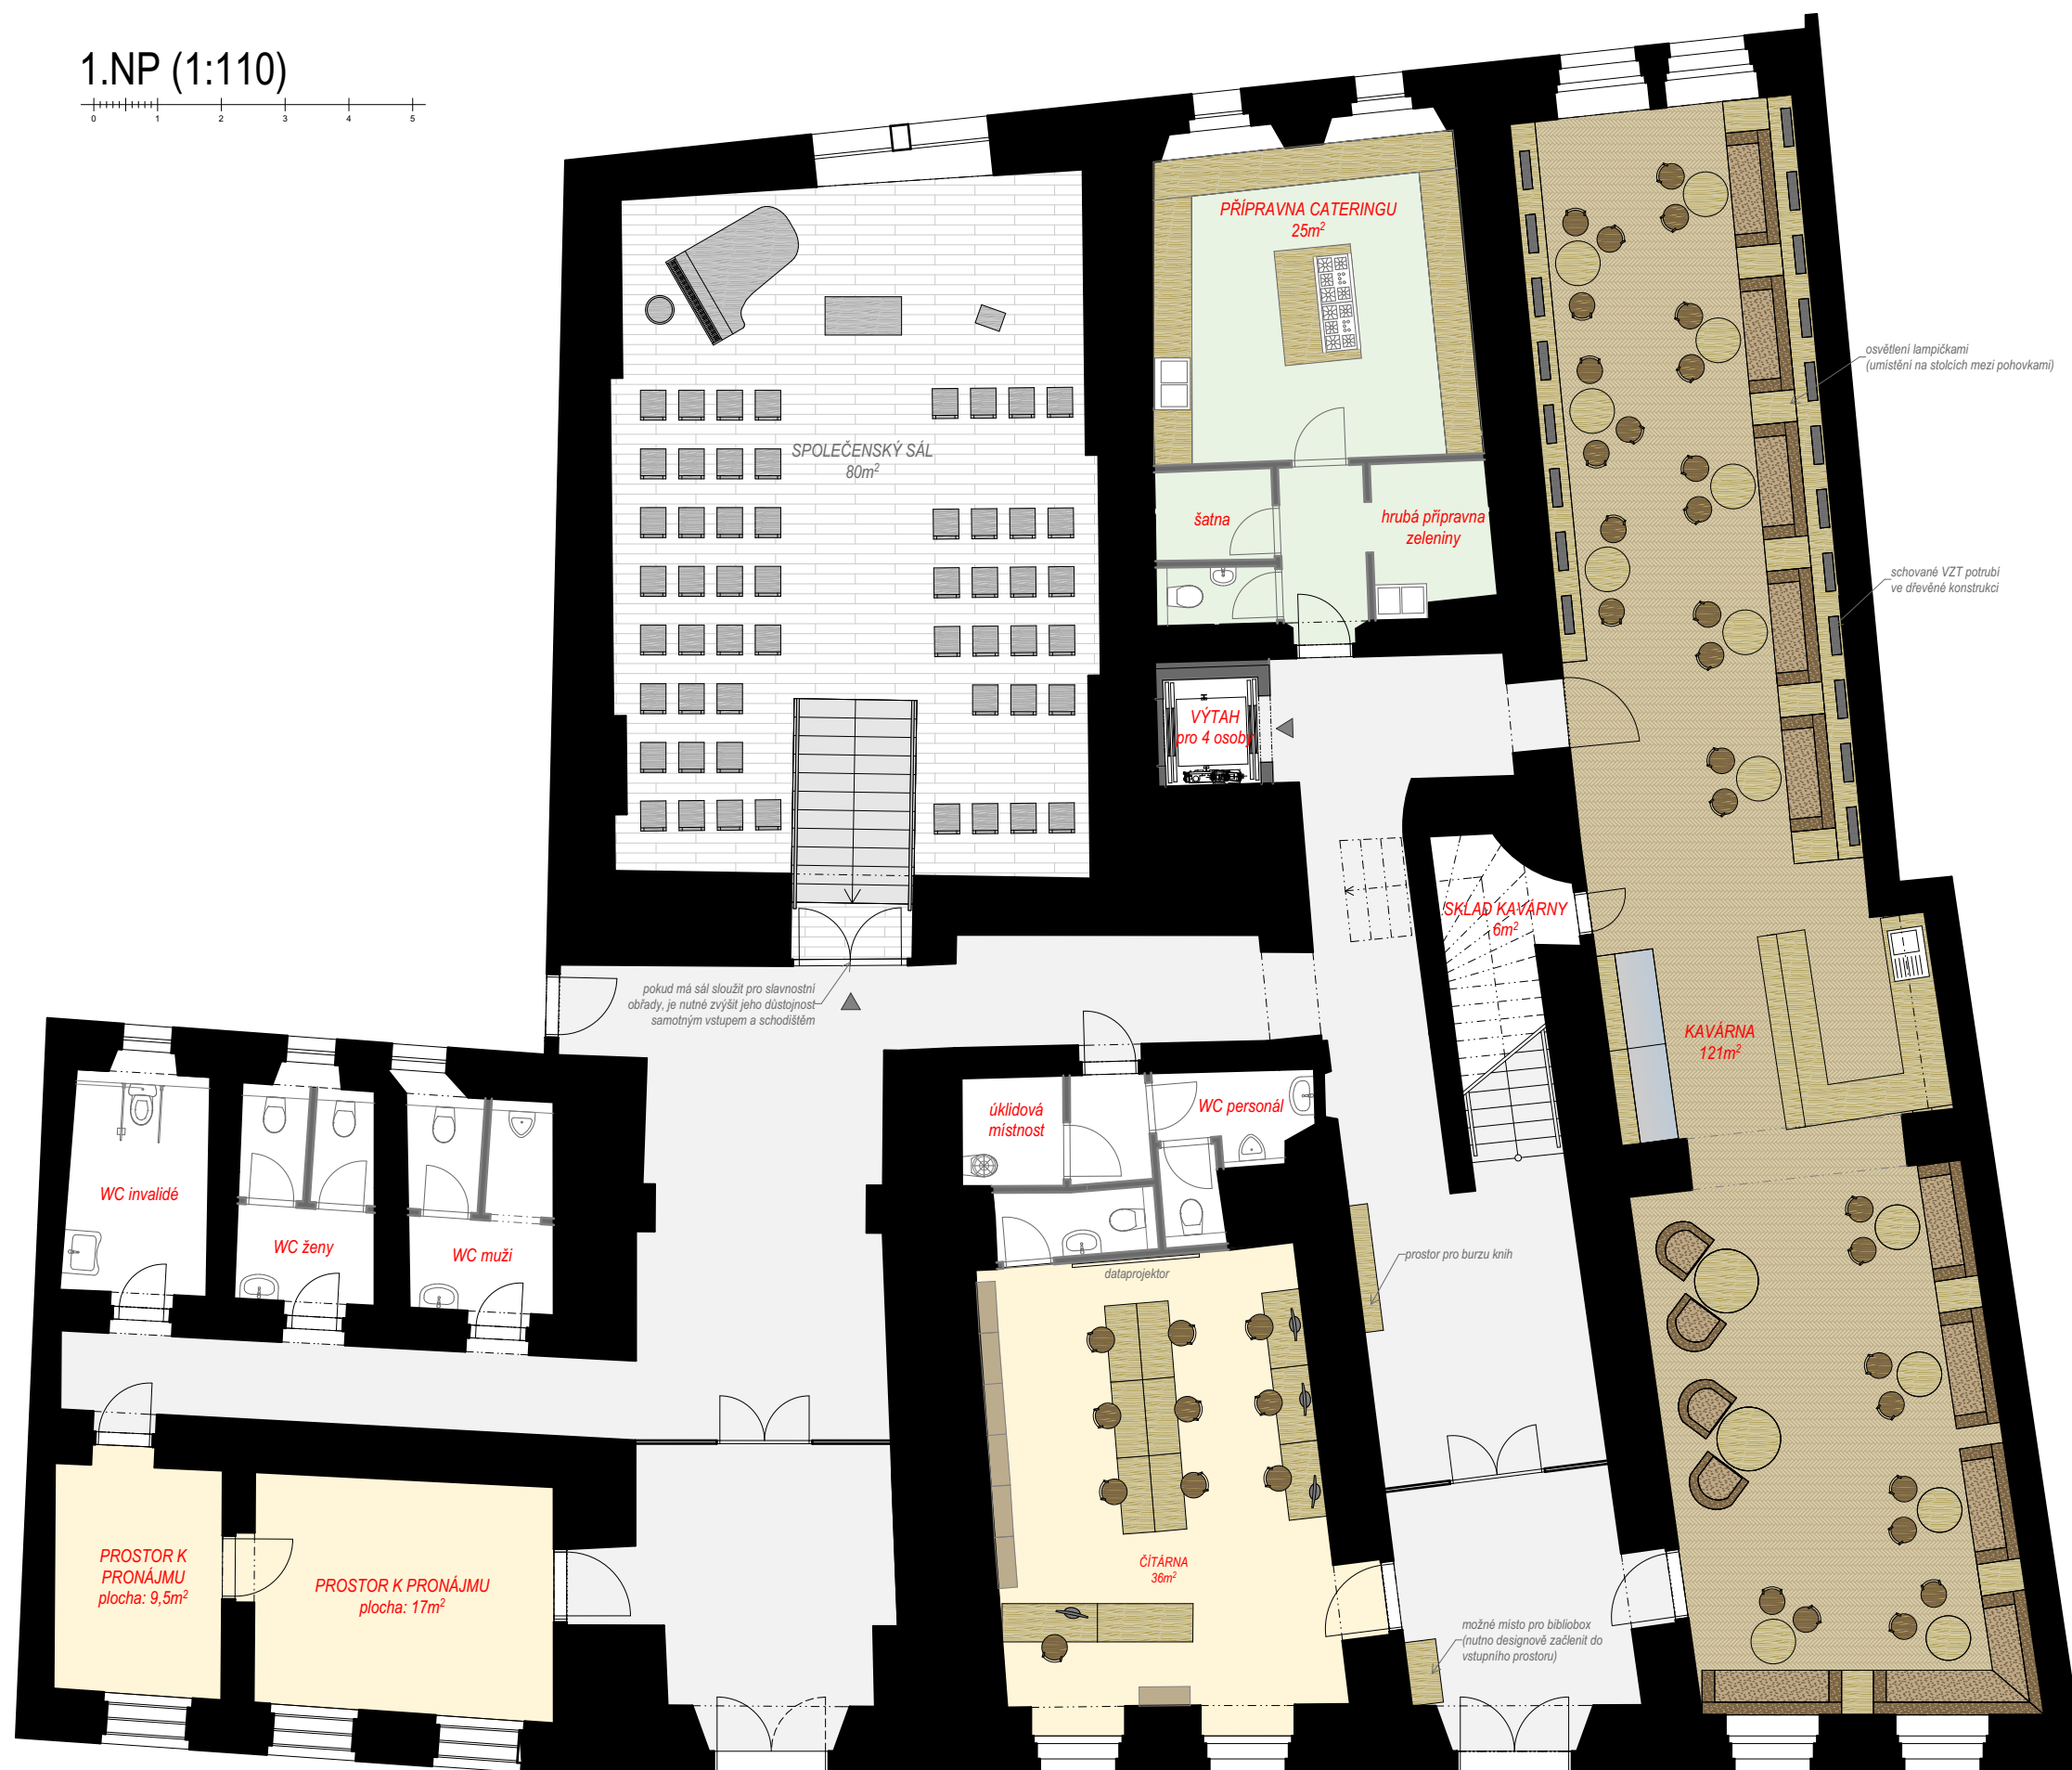 1.NP (1:110)
0 1 2 3 4 5
PŘÍPRAVNA CATERINGU
25m²
osvětlení lampičkami
(umístění na stolcích mezi pohovkami)
SPOLEČENSKÝ SÁL
80m²
šatna
hrubá přípravna
zeleniny
schované VZT potrubí
ve dřevěné konstrukci
VÝTAH
pro 4 osoby
SKLAD KAVÁRNY
6m²
pokud má sál sloužit pro slavnostní
obřady, je nutné zvýšit jeho důstojnost
samotným vstupem a schodištěm
KAVÁRNA
121m²
úklidová
místnost
WC personál
WC invalidé
WC ženy
WC muži
prostor pro burzu knih
dataprojektor
PROSTOR K
PRONÁJMU
plocha: 9,5m²
PROSTOR K PRONÁJMU
plocha: 17m²
ČÍTÁRNA
36m²
možné místo pro bibliobox
(nutno designově začlenit do
vstupního prostoru)